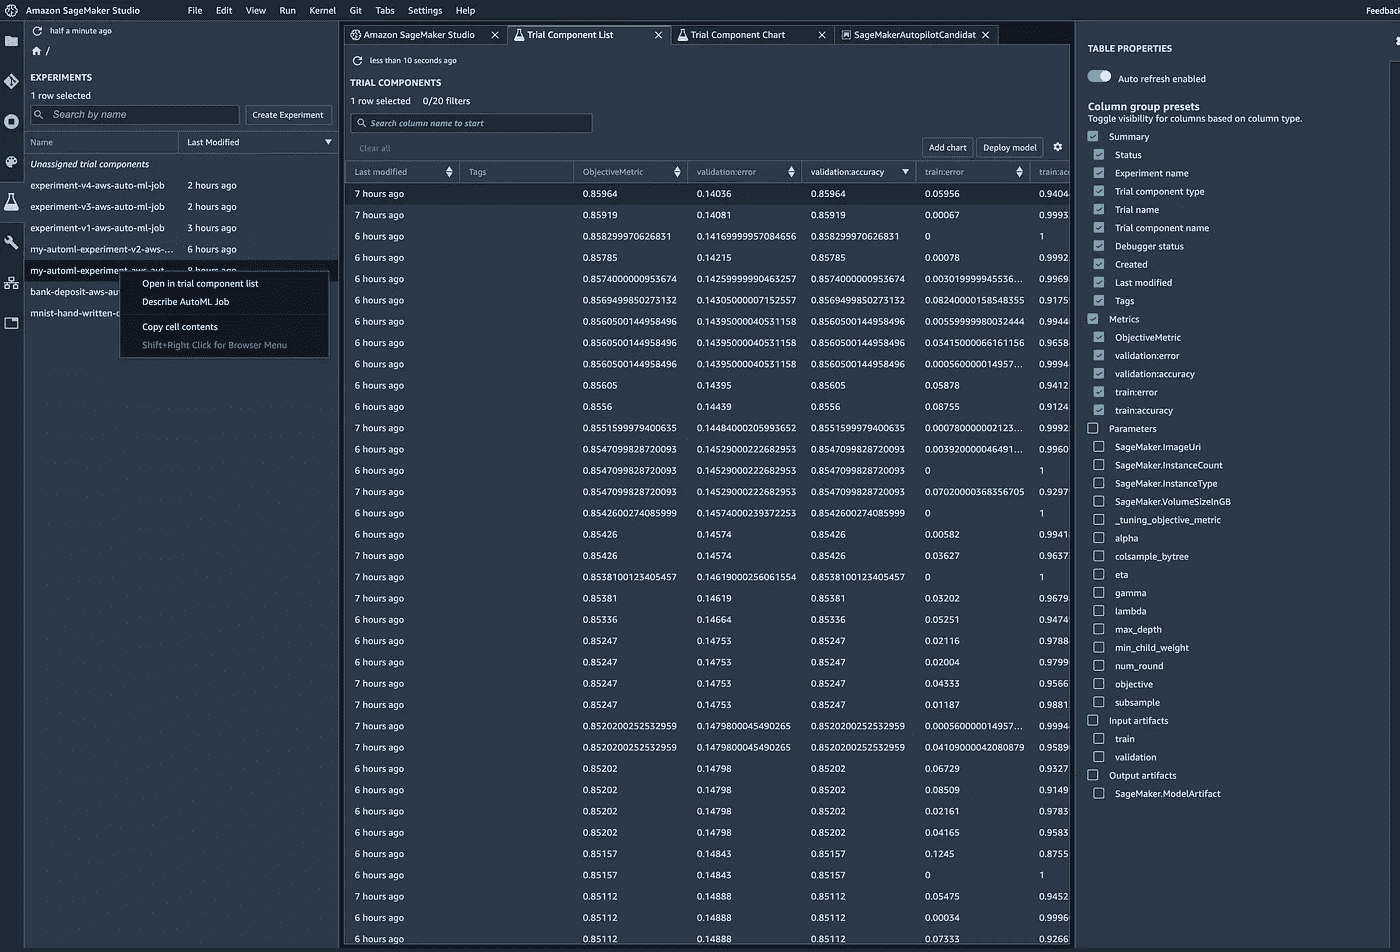 Amazon SageMaker Studio File Edit View Run Kernel Git Tabs Settings Help Feedbac
half a minute ago
/
EXPERIMENTS
1 row selected
Search by name Create Experiment
Name Last Modified
Unassigned trial components
experiment-v4-aws-auto-ml-job 2 hours ago
experiment-v3-aws-auto-ml-job 2 hours ago
experiment-v1-aws-auto-ml-job 3 hours ago
my-automl-experiment-v2-aws-... 6 hours ago
my-automl-experiment-aws-aut... 8 hours ago
bank-deposit-aws-aut
mnist-hand-written-d
Open in trial component list
Describe AutoML Job
Copy cell contents
Shift+Right Click for Browser Menu
Amazon SageMaker Studio Trial Component List Trial Component Chart SageMakerAutopilotCandidat
less than 10 seconds ago
TRIAL COMPONENTS
1 row selected 0/20 filters
Search column name to start
Clear all Add chart Deploy model
Last modified Tags ObjectiveMetric validation:error validation:accuracy train:error train:acc
7 hours ago 0.85964 0.14036 0.85964 0.05956 0.9404
7 hours ago 0.85919 0.14081 0.85919 0.00067 0.9993
6 hours ago 0.858299970626831 0.14169999957084656 0.858299970626831 0 1
6 hours ago 0.85785 0.14215 0.85785 0.00078 0.9992
6 hours ago 0.8574000000953674 0.14259999990463257 0.8574000000953674 0.003019999945536... 0.9969
6 hours ago 0.8569499850273132 0.14305000007152557 0.8569499850273132 0.08240000158548355 0.9175
6 hours ago 0.8560500144958496 0.14395000040531158 0.8560500144958496 0.00559999980032444 0.9944
6 hours ago 0.8560500144958496 0.14395000040531158 0.8560500144958496 0.03415000066161156 0.9658
6 hours ago 0.8560500144958496 0.14395000040531158 0.8560500144958496 0.000560000014957... 0.9994
6 hours ago 0.85605 0.14395 0.85605 0.05878 0.9412
6 hours ago 0.8556 0.14439 0.8556 0.08755 0.9124
7 hours ago 0.8551599979400635 0.14484000205993652 0.8551599979400635 0.000780000002123... 0.9992
6 hours ago 0.8547099828720093 0.14529000222682953 0.8547099828720093 0.003920000046491... 0.9960
6 hours ago 0.8547099828720093 0.14529000222682953 0.8547099828720093 0 1
7 hours ago 0.8547099828720093 0.14529000222682953 0.8547099828720093 0.07020000368356705 0.9297
6 hours ago 0.8542600274085999 0.14574000239372253 0.8542600274085999 0 1
6 hours ago 0.85426 0.14574 0.85426 0.00582 0.9941
7 hours ago 0.85426 0.14574 0.85426 0.03627 0.9637
7 hours ago 0.8538100123405457 0.14619000256061554 0.8538100123405457 0 1
7 hours ago 0.85381 0.14619 0.85381 0.03202 0.9679
6 hours ago 0.85336 0.14664 0.85336 0.05251 0.9474
6 hours ago 0.85247 0.14753 0.85247 0.02116 0.9788
6 hours ago 0.85247 0.14753 0.85247 0.02004 0.9799
7 hours ago 0.85247 0.14753 0.85247 0.04333 0.9566
7 hours ago 0.85247 0.14753 0.85247 0.01187 0.9881
7 hours ago 0.8520200252532959 0.1479800045490265 0.8520200252532959 0.000560000014957... 0.9994
7 hours ago 0.8520200252532959 0.1479800045490265 0.8520200252532959 0.04109000042080879 0.9589
6 hours ago 0.85202 0.14798 0.85202 0.06729 0.9327
6 hours ago 0.85202 0.14798 0.85202 0.08509 0.9149
6 hours ago 0.85202 0.14798 0.85202 0.02161 0.9783
6 hours ago 0.85202 0.14798 0.85202 0.04165 0.9583
6 hours ago 0.85157 0.14843 0.85157 0.1245 0.8755
6 hours ago 0.85157 0.14843 0.85157 0 1
7 hours ago 0.85112 0.14888 0.85112 0.05475 0.9452
6 hours ago 0.85112 0.14888 0.85112 0.00034 0.9996
6 hours ago 0.85112 0.14888 0.85112 0.07333 0.9266
TABLE PROPERTIES
Auto refresh enabled
Column group presets
Toggle visibility for columns based on column type.
Summary
Status
Experiment name
Trial component type
Trial name
Trial component name
Debugger status
Created
Last modified
Tags
Metrics
ObjectiveMetric
validation:error
validation:accuracy
train:error
train:accuracy
Parameters
SageMaker.ImageUri
SageMaker.InstanceCount
SageMaker.InstanceType
SageMaker.VolumeSizeInGB
_tuning_objective_metric
alpha
colsample_bytree
eta
gamma
lambda
max_depth
min_child_weight
num_round
objective
subsample
Input artifacts
train
validation
Output artifacts
SageMaker.ModelArtifact